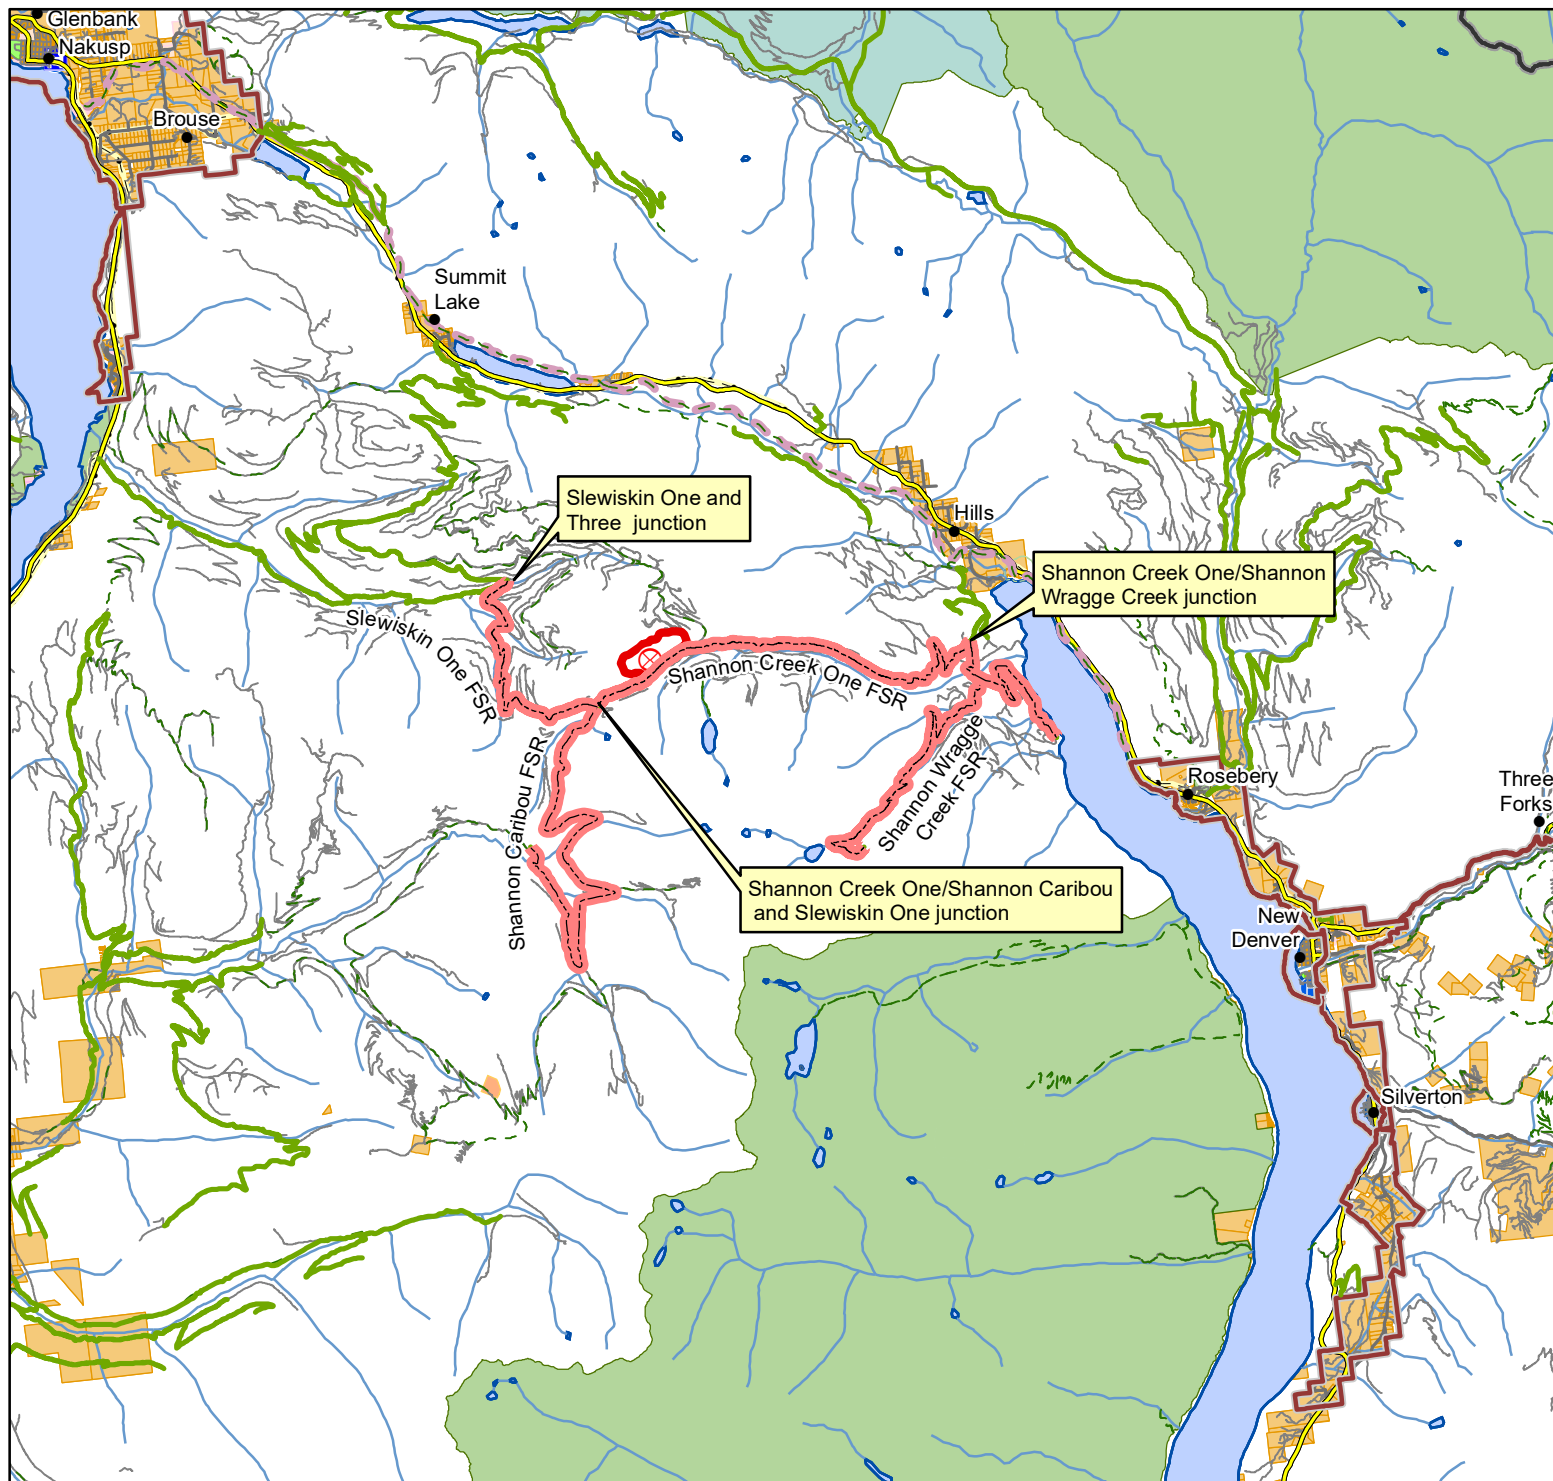 Glenbank
Nakusp
Brouse
Summit
Lake
Slewiskin One and
Three junction
Hills
Shannon Creek One/Shannon
Wragge Creek junction
Slewiskin One FSR
Shannon Creek One FSR
Shannon Caribou FSR
Shannon Wragge
Creek FSR
Rosebery
Three
Forks
Shannon Creek One/Shannon Caribou
and Slewiskin One junction
New
Denver
Silverton